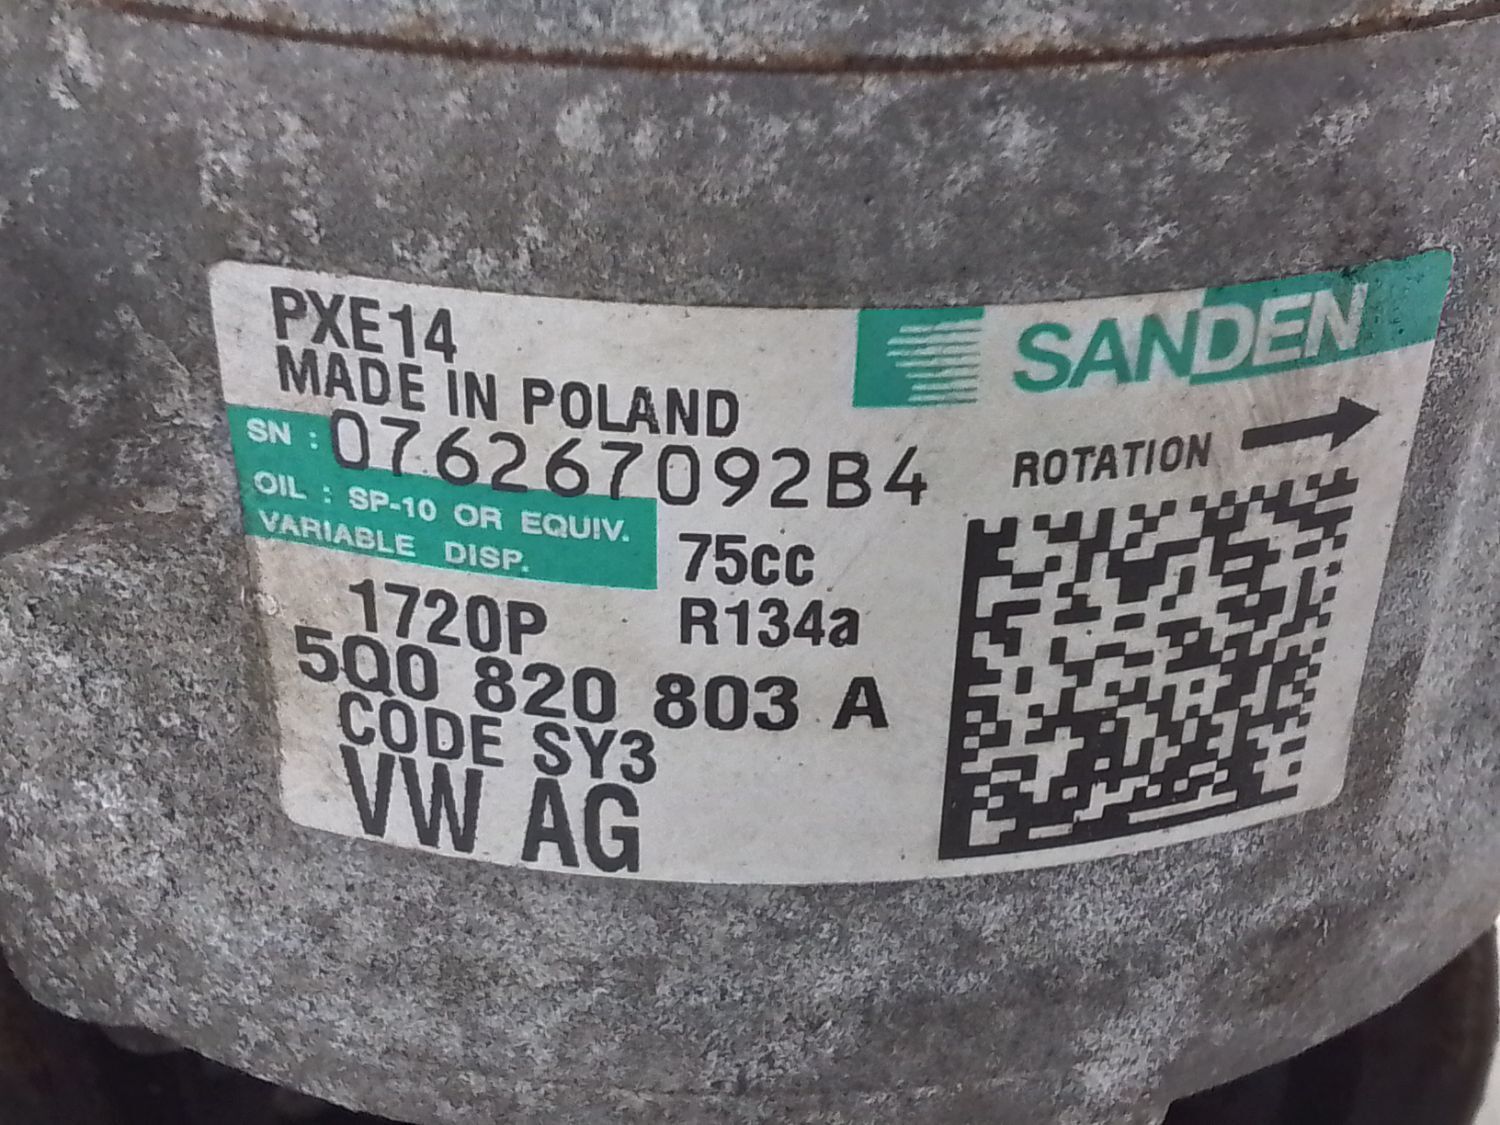 PXE14
SANDEN
MADE IN POLAND
SN : 076267092B4
ROTATION
OIL : SP-10 OR EQUIV.
VARIABLE DISP.
75cc
1720P
R134a
5Q0 820 803 A
CODE SY3
VW AG